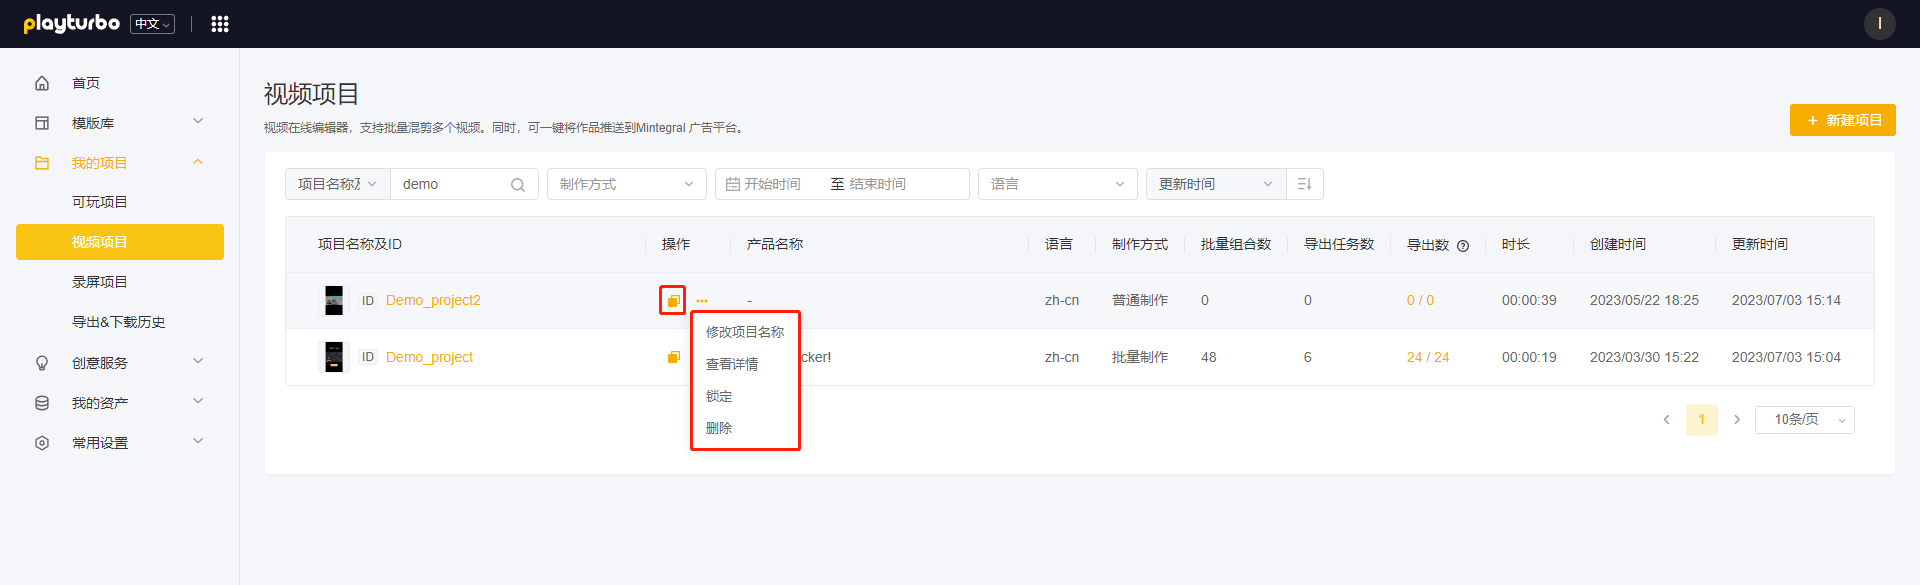 playturbo 中文
I
首页
模版库
我的项目
可玩项目
视频项目
录屏项目
导出&下载历史
创意服务
我的资产
常用设置
视频项目
视频在线编辑器，支持批量混剪多个视频。同时，可一键将作品推送到Mintegral 广告平台。
+ 新建项目
项目名称及 demo 制作方式 开始时间 至 结束时间 语言 更新时间
项目名称及ID 操作 产品名称 语言 制作方式 批量组合数 导出任务数 导出数 时长 创建时间 更新时间
ID Demo_project2 - zh-cn 普通制作 0 0 0 / 0 00:00:39 2023/05/22 18:25 2023/07/03 15:14
修改项目名称
ID Demo_project cker! zh-cn 批量制作 48 6 24 / 24 00:00:19 2023/03/30 15:22 2023/07/03 15:04
查看详情
锁定
删除
1 10条/页